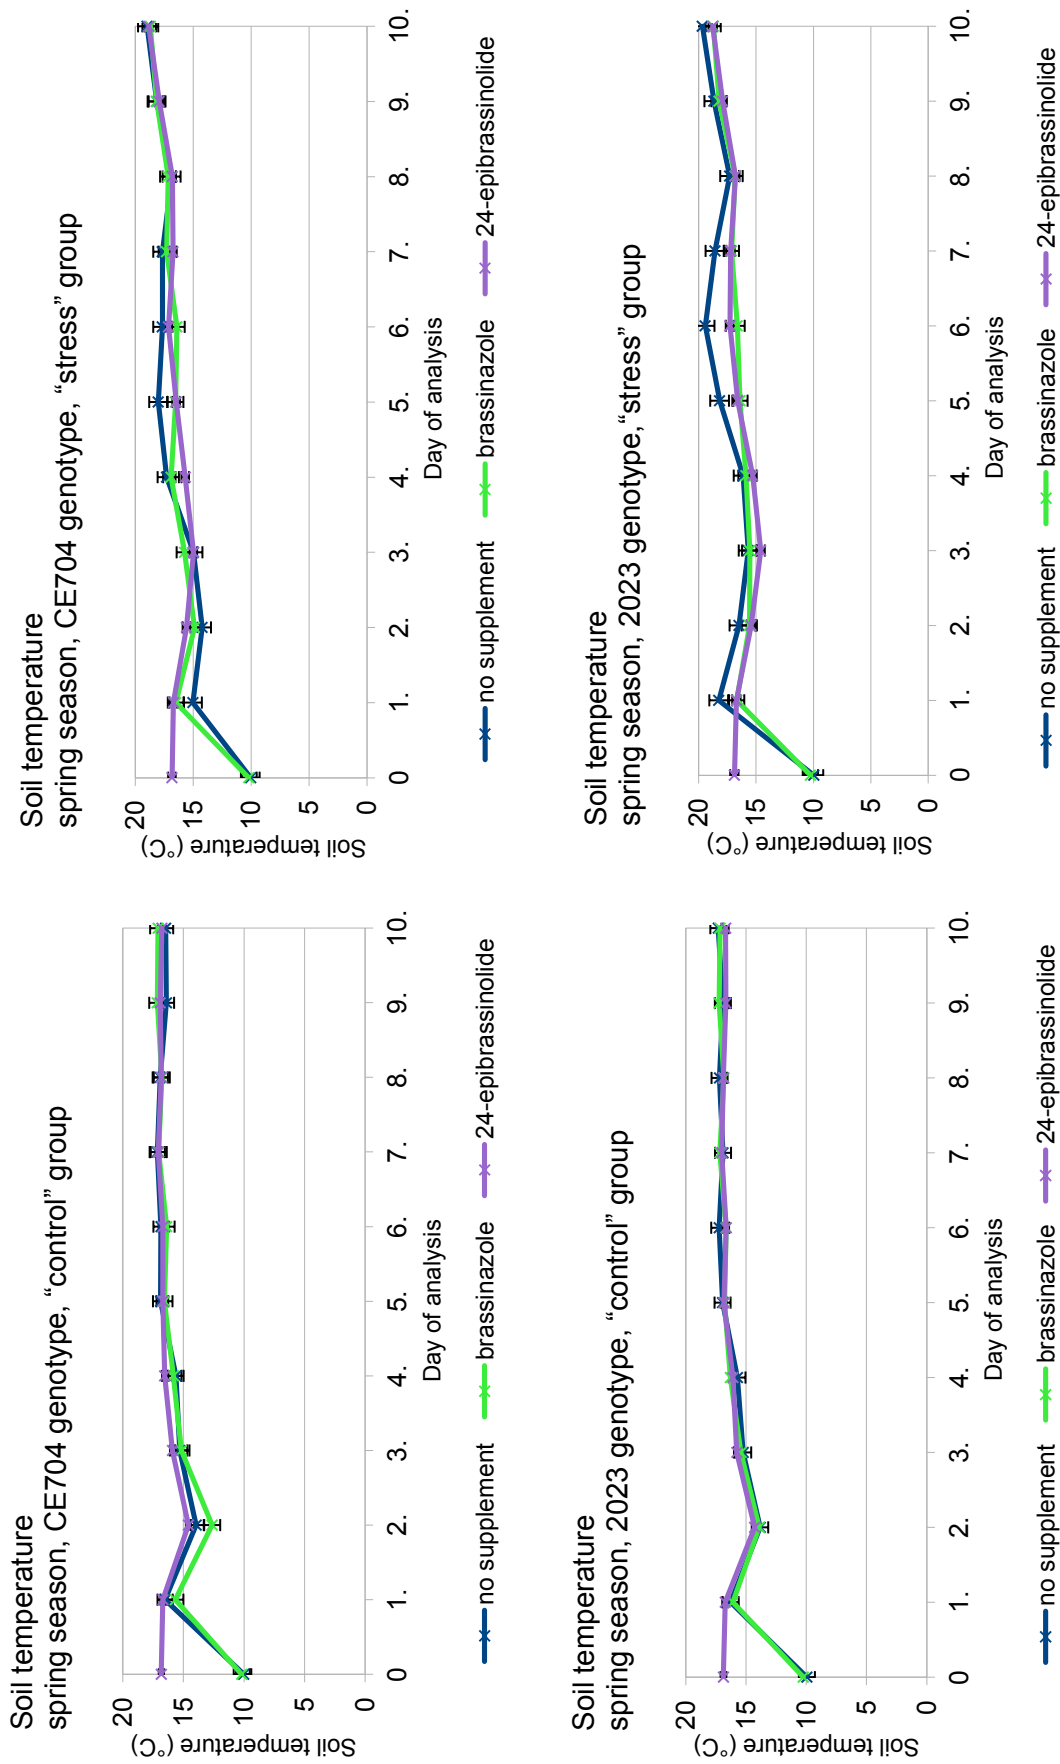 Soil temperature
spring season, CE704 genotype, “control” group
Soil temperature (°C)
20
15
10
5
0
0 1. 2. 3. 4. 5. 6. 7. 8. 9. 10.
Day of analysis
no supplement brassinazole 24-epibrassinolide
Soil temperature
spring season, CE704 genotype, “stress” group
Soil temperature (°C)
20
15
10
5
0
0 1. 2. 3. 4. 5. 6. 7. 8. 9. 10.
Day of analysis
no supplement brassinazole 24-epibrassinolide
Soil temperature
spring season, 2023 genotype, “control” group
Soil temperature (°C)
20
15
10
5
0
0 1. 2. 3. 4. 5. 6. 7. 8. 9. 10.
Day of analysis
no supplement brassinazole 24-epibrassinolide
Soil temperature
spring season, 2023 genotype,“stress” group
Soil temperature (°C)
20
15
10
5
0
0 1. 2. 3. 4. 5. 6. 7. 8. 9. 10.
Day of analysis
no supplement brassinazole 24-epibrassinolide